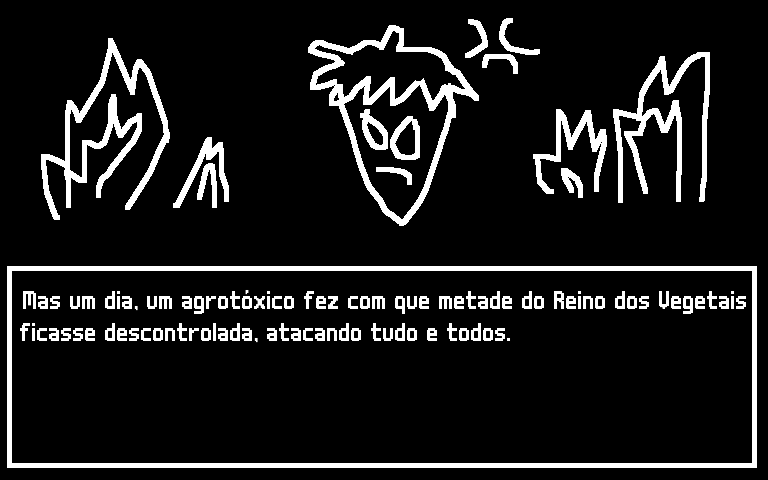 Mas um dia, um agrotóxico fez com que metade do Reino dos Vegetais
ficasse descontrolada, atacando tudo e todos.